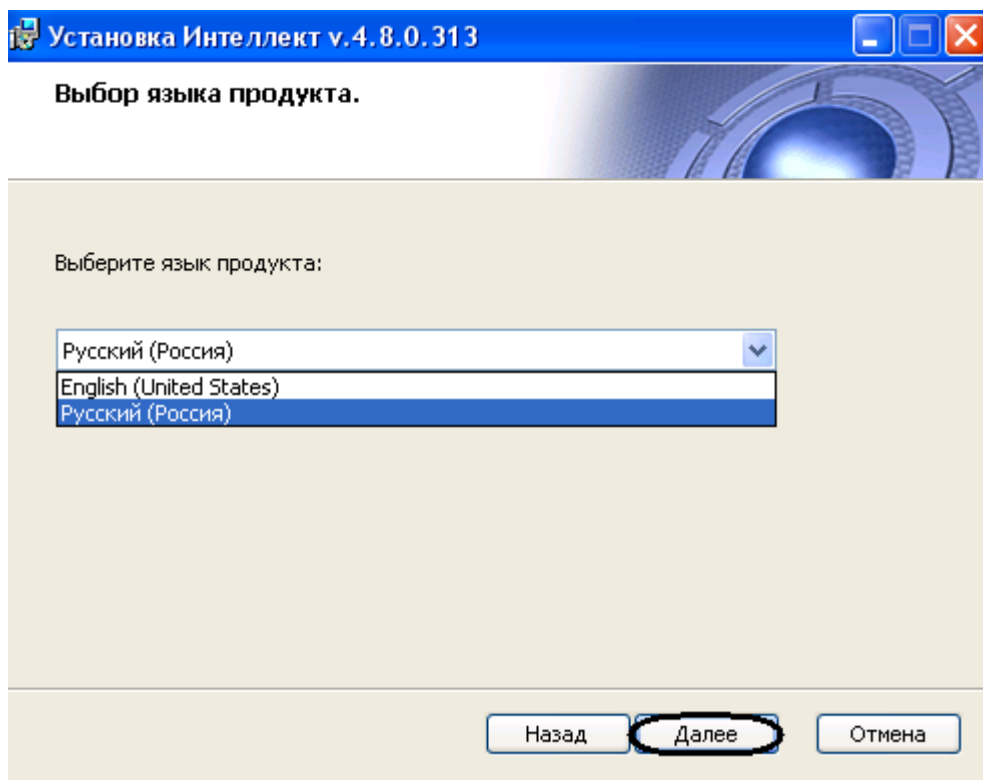 Установка Интеллект v.4.8.0.313
Выбор языка продукта.
Выберите язык продукта:
Русский (Россия)
English (United States)
Русский (Россия)
Назад Далее Отмена